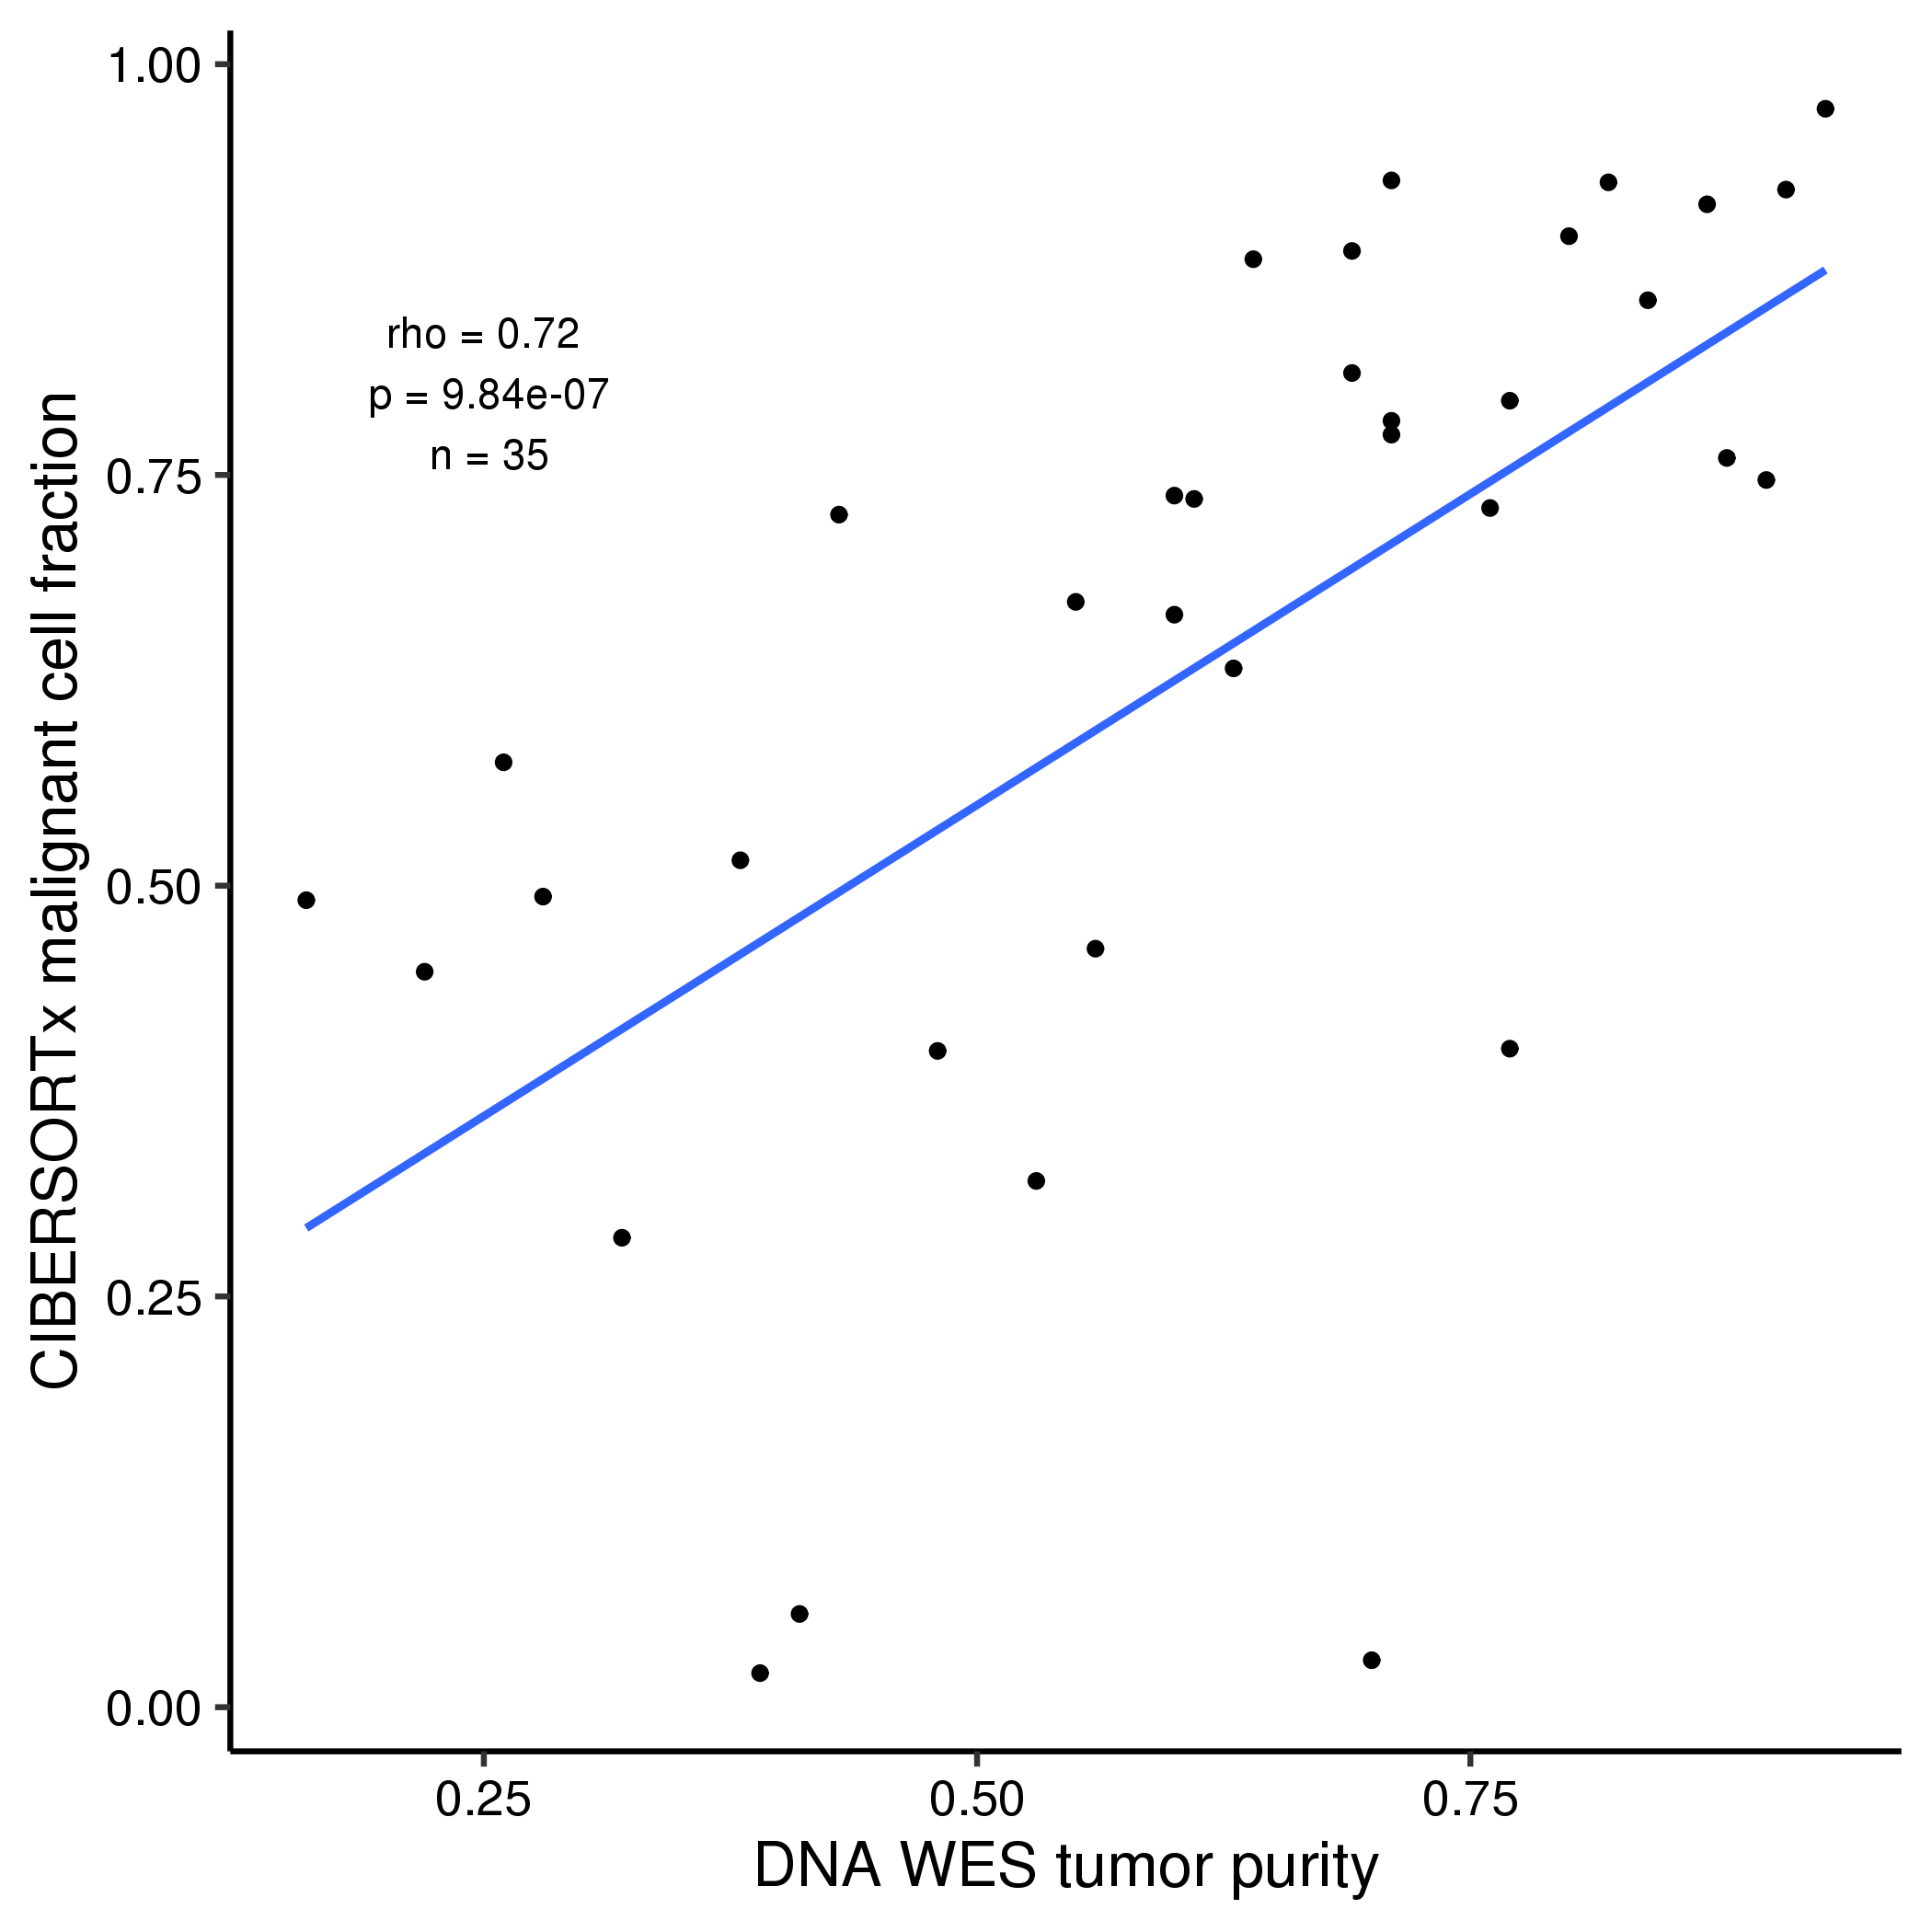 1.00
0.75
0.50
0.25
0.00
CIBERSORTx malignant cell fraction
rho = 0.72
p = 9.84e-07
n = 35
0.25 0.50 0.75
DNA WES tumor purity